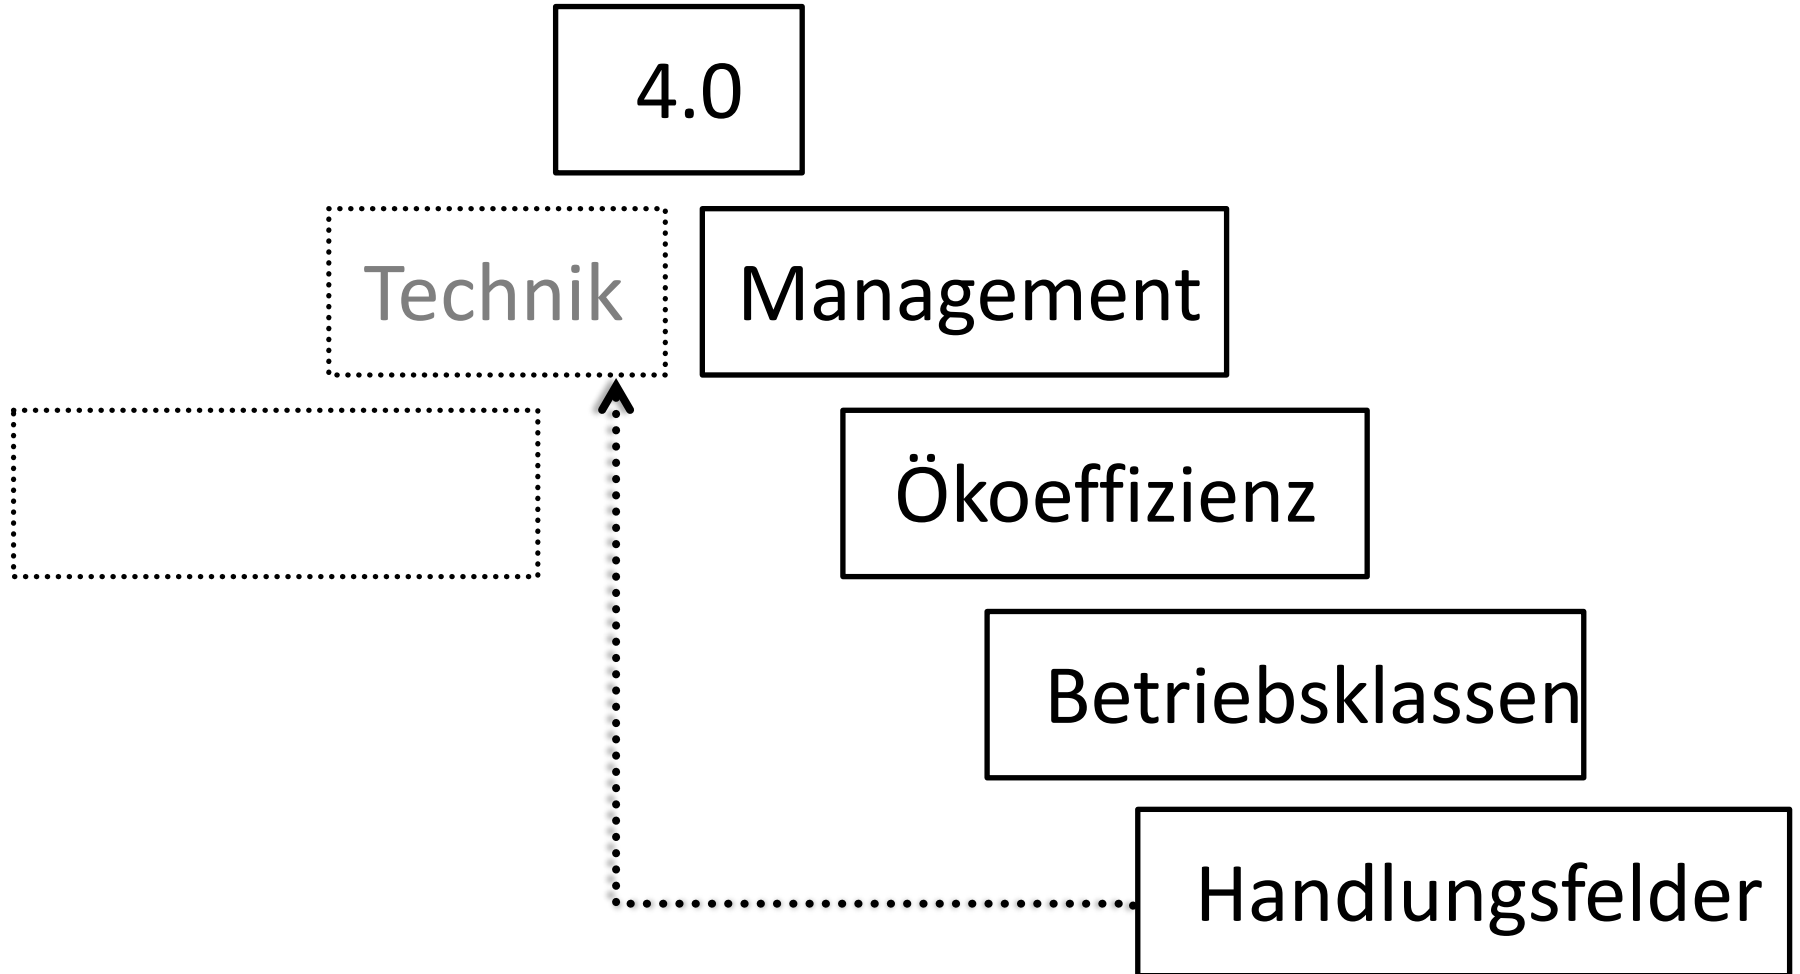 4.0
Technik
Management
Ökoeffizienz
Betriebsklassen
Handlungsfelder